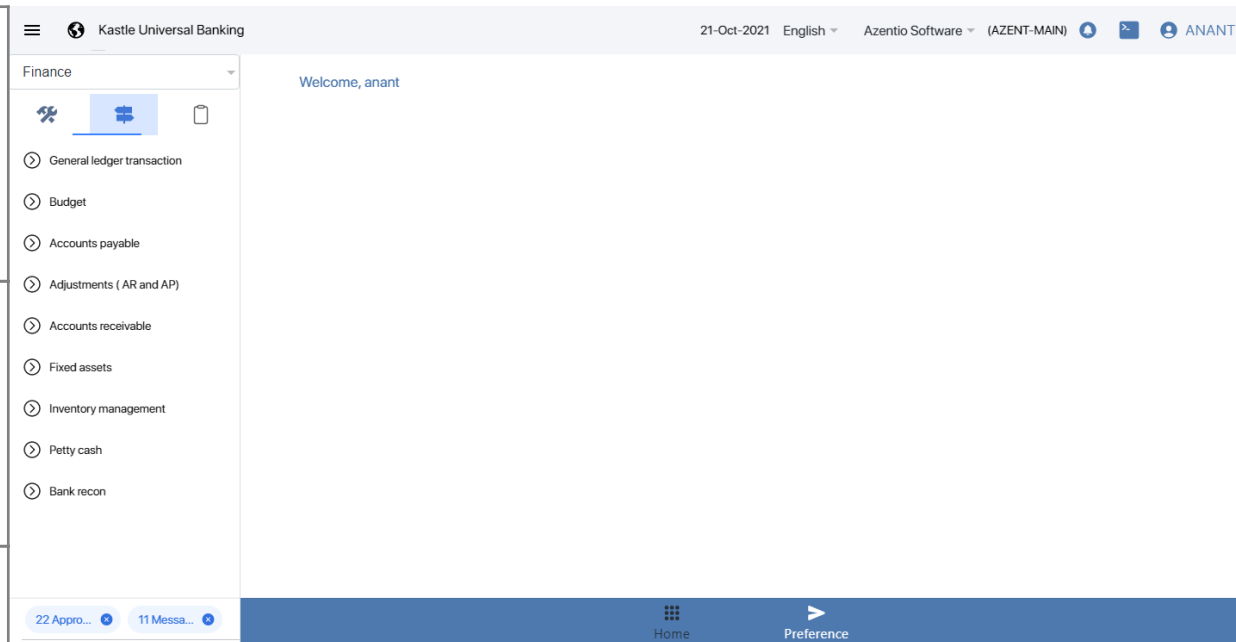 Kastle Universal Banking 21-Oct-2021 English Azentio Software (AZENT-MAIN) ANANT
Finance
Welcome, anant
General ledger transaction
Budget
Accounts payable
Adjustments ( AR and AP)
Accounts receivable
Fixed assets
Inventory management
Petty cash
Bank recon
22 Appro... 11 Messa...
Home Preference